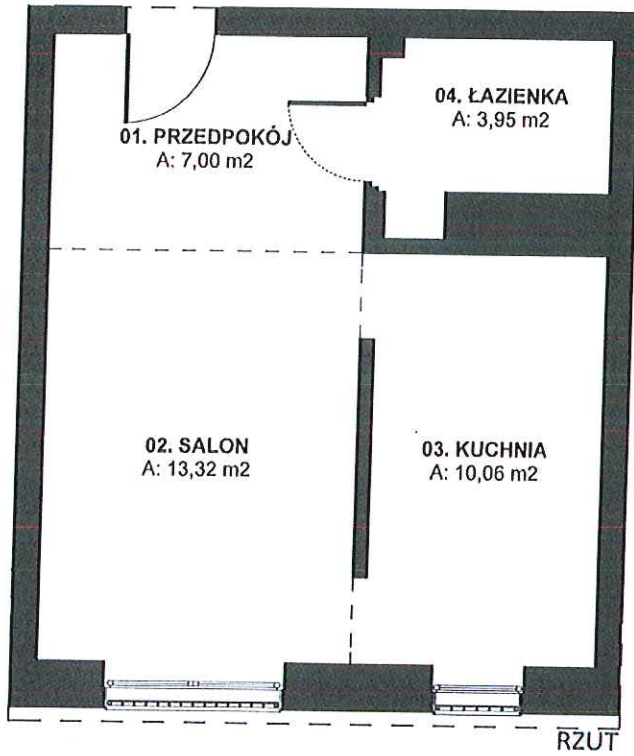 04. ŁAZIENKA
A: 3,95 m2
01. PRZEDPOKÓJ
A: 7,00 m2
02. SALON
A: 13,32 m2
03. KUCHNIA
A: 10,06 m2
RZUT